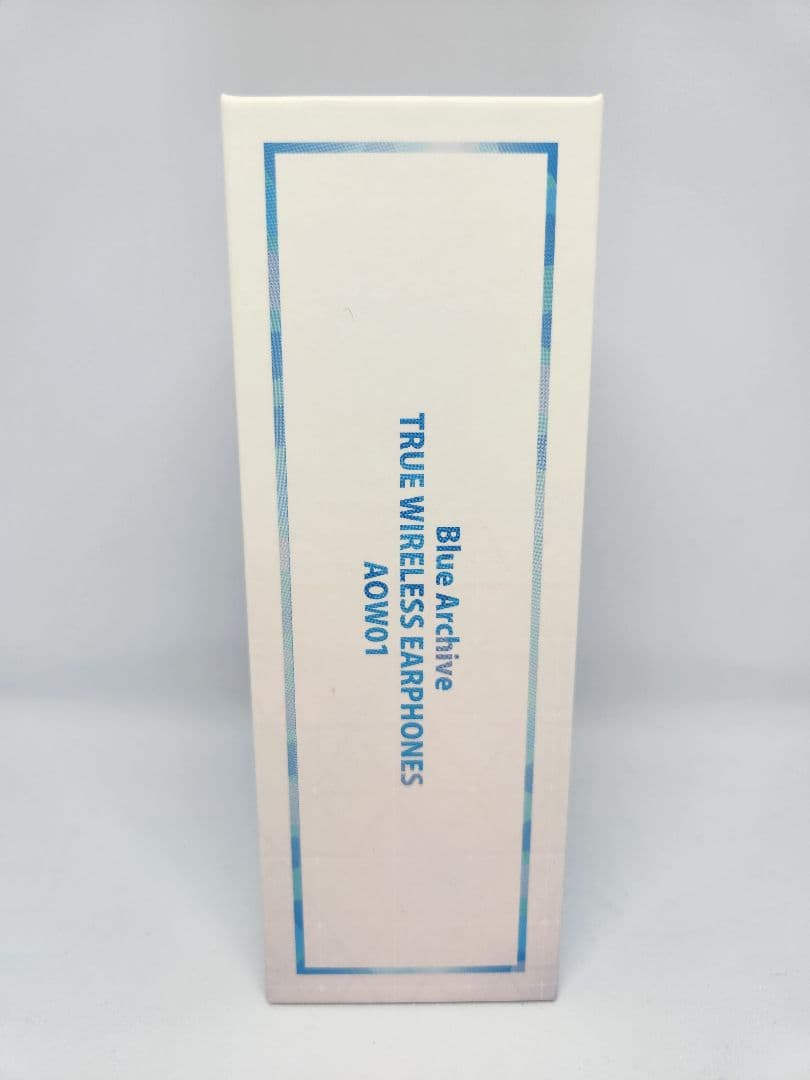 Blue Archive
TRUE WIRELESS EARPHONES
AOW01